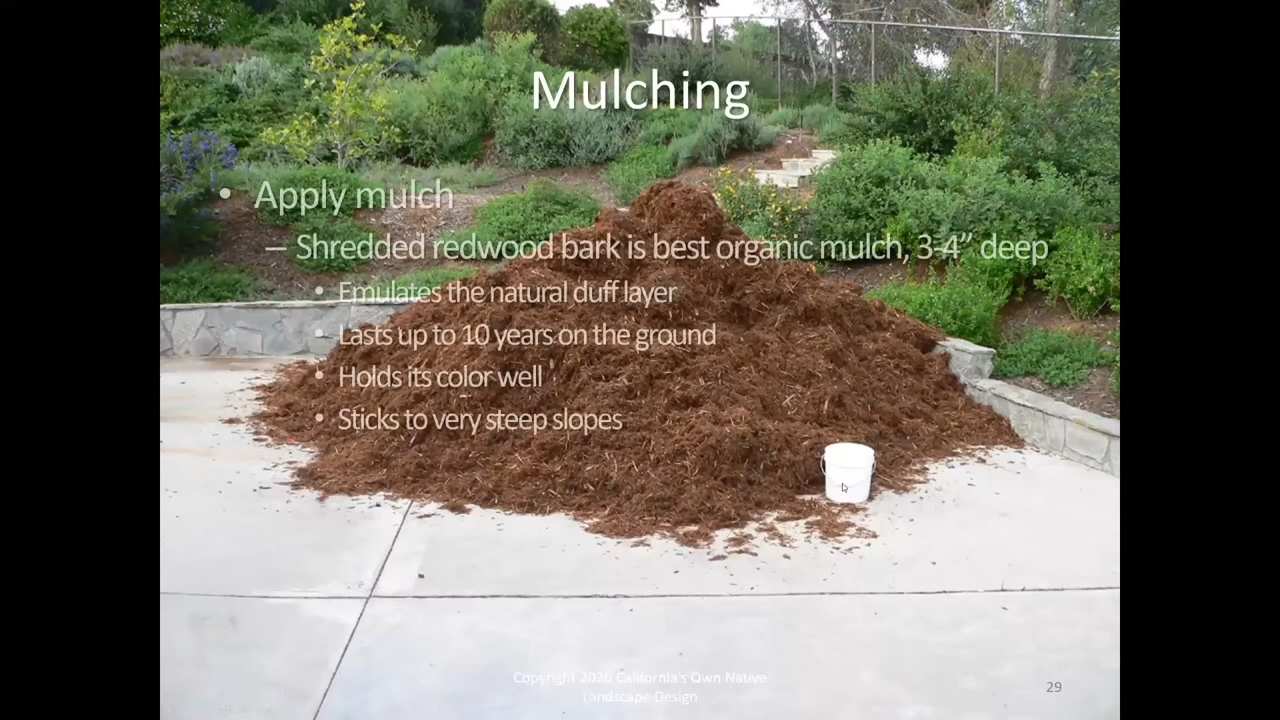 Mulching
• Apply mulch
– Shredded redwood bark is best organic mulch, 3-4” deep
• Emulates the natural duff layer
• Lasts up to 10 years on the ground
• Holds its color well
• Sticks to very steep slopes
Copyright 2020 California's Own Native
Landscape Design
29